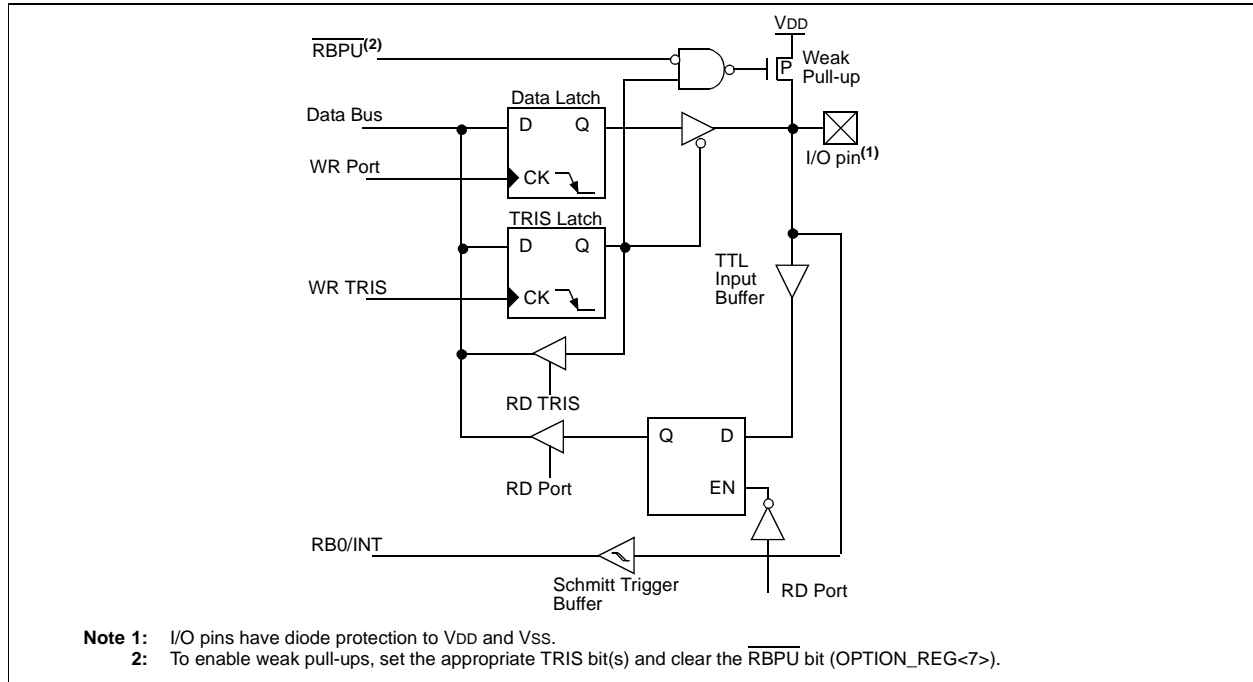 VDD
RBPU(2)
P
Weak
Pull-up
Data Latch
Data Bus
D Q
I/O pin(1)
WR Port
CK
TRIS Latch
D Q
TTL
Input
Buffer
WR TRIS
CK
RD TRIS
Q D
RD Port
EN
RB0/INT
Schmitt Trigger
Buffer
RD Port
Note 1: I/O pins have diode protection to VDD and VSS.
2: To enable weak pull-ups, set the appropriate TRIS bit(s) and clear the RBPU bit (OPTION_REG<7>).